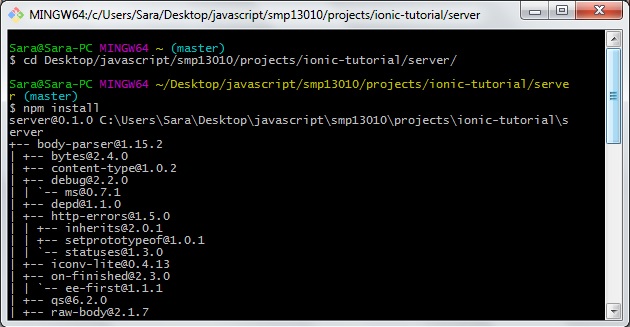 MINGW64:/c/Users/Sara/Desktop/javascript/smp13010/projects/ionic-tutorial/server
Sara@Sara-PC MINGW64 ~ (master)
$ cd Desktop/javascript/smp13010/projects/ionic-tutorial/server/
Sara@Sara-PC MINGW64 ~/Desktop/javascript/smp13010/projects/ionic-tutorial/serve
r (master)
$ npm install
server@0.1.0 C:\Users\Sara\Desktop\javascript\smp13010\projects\ionic-tutorial\s
erver
+-- body-parser@1.15.2
| +-- bytes@2.4.0
| +-- content-type@1.0.2
| +-- debug@2.2.0
| | `-- ms@0.7.1
| +-- depd@1.1.0
| +-- http-errors@1.5.0
| | +-- inherits@2.0.1
| | +-- setprototypeof@1.0.1
| | `-- statuses@1.3.0
| +-- iconv-lite@0.4.13
| +-- on-finished@2.3.0
| | `-- ee-first@1.1.1
| +-- qs@6.2.0
| +-- raw-body@2.1.7